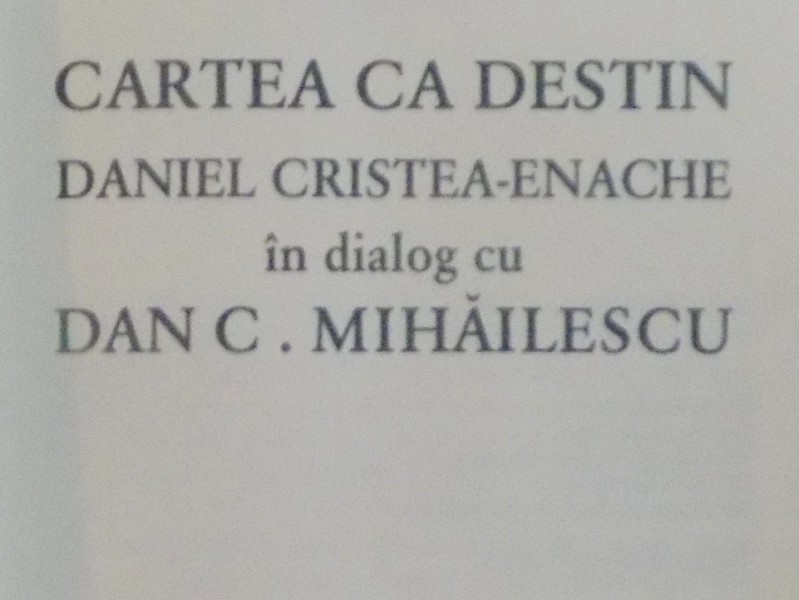 CARTEA CA DESTIN
DANIEL CRISTEA-ENACHE
în dialog cu
DAN C . MIHĂILESCU